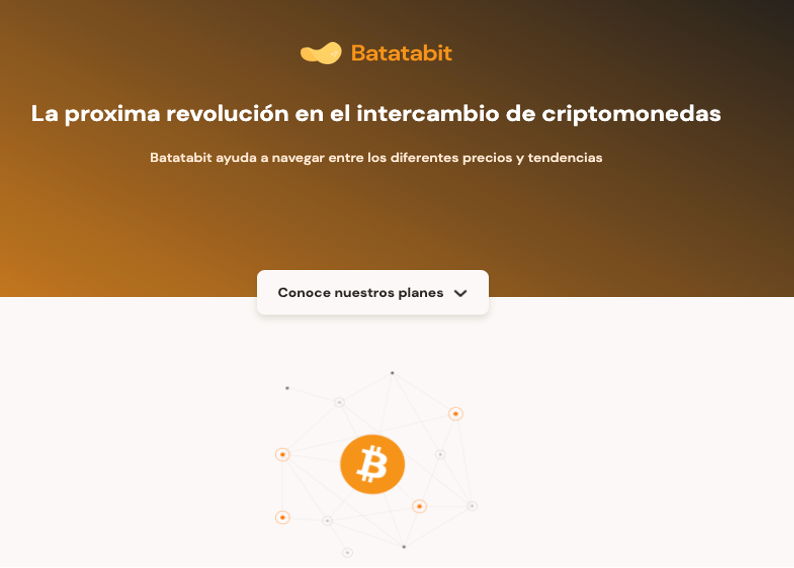 Batatabit
La proxima revolución en el intercambio de criptomonedas
Batatabit ayuda a navegar entre los diferentes precios y tendencias
Conoce nuestros planes